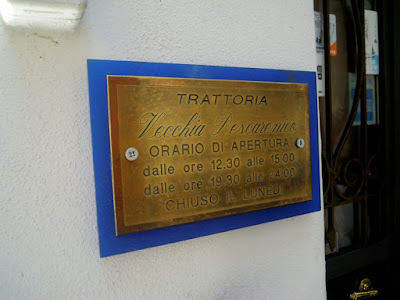 TRATTORIA
Vecchia Pescarenico
ORARIO DI APERTURA
dalle ore 12.30 alle 15.00
dalle ore 19.30 alle 24.00
CHIUSO IL LUNEDI